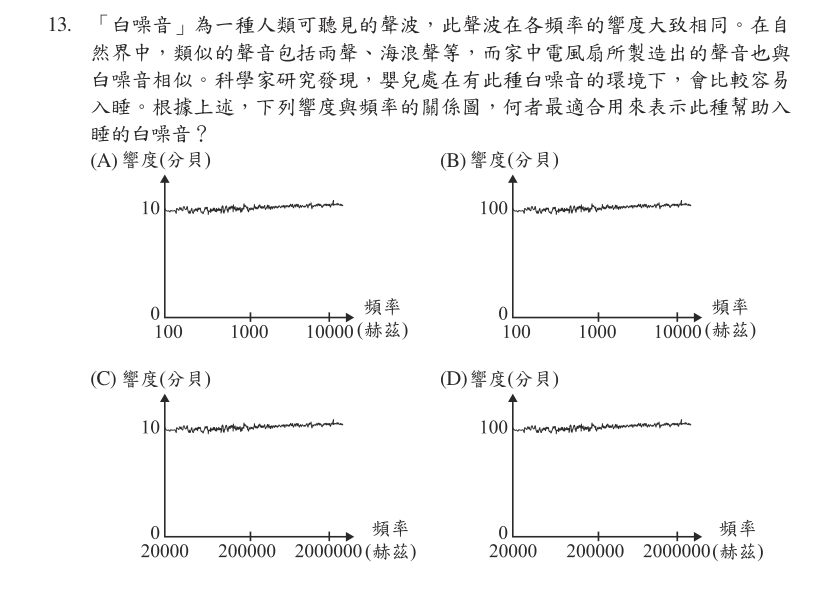 13. 「白噪音」為一種人類可聽見的聲波，此聲波在各頻率的響度大致相同。在自
然界中，類似的聲音包括雨聲、海浪聲等，而家中電風扇所製造出的聲音也與
白噪音相似。科學家研究發現，嬰兒處在有此種白噪音的環境下，會比較容易
入睡。根據上述，下列響度與頻率的關係圖，何者最適合用來表示此種幫助入
睡的白噪音？
(A) 響度(分貝)
10
0
100 1000 10000
頻率
(赫茲)
(B) 響度(分貝)
100
0
100 1000 10000
頻率
(赫茲)
(C) 響度(分貝)
10
0
20000 200000 2000000
頻率
(赫茲)
(D) 響度(分貝)
100
0
20000 200000 2000000
頻率
(赫茲)